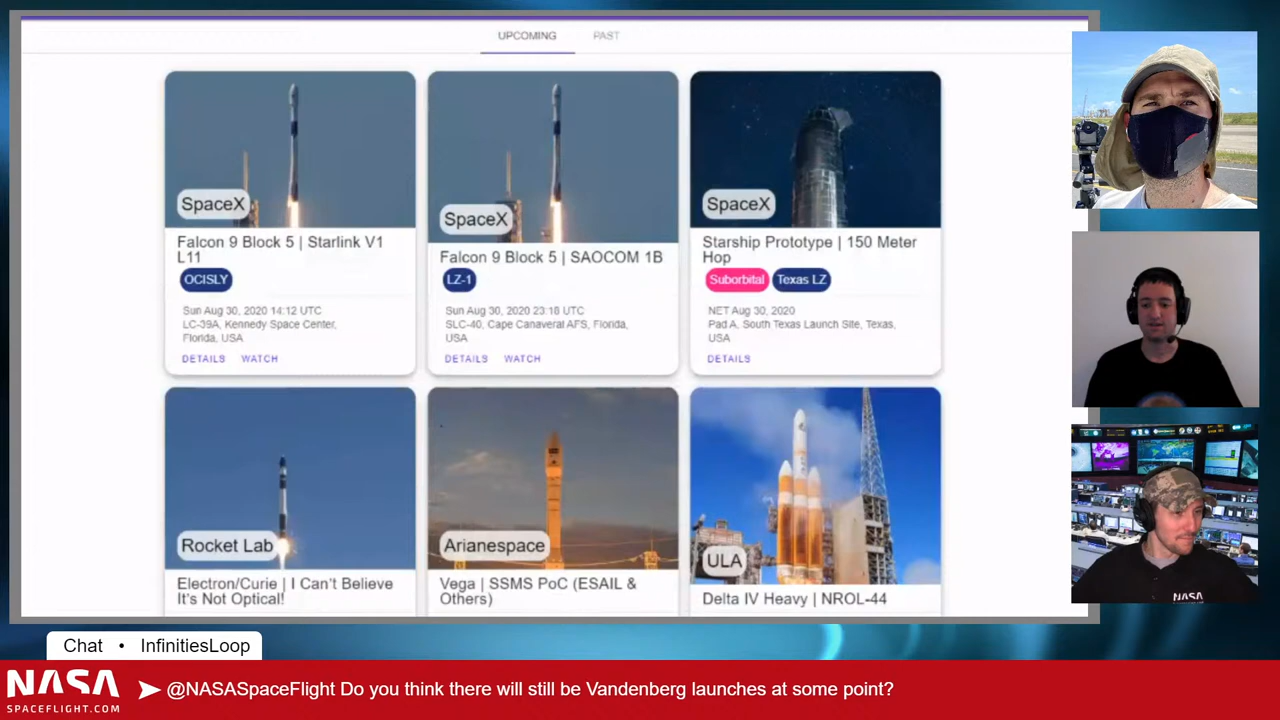 UPCOMING PAST
SpaceX
Falcon 9 Block 5 | Starlink V1
L11
OCISLY
Sun Aug 30, 2020 14:12 UTC
LC-39A, Kennedy Space Center,
Florida, USA
DETAILS WATCH
SpaceX
Falcon 9 Block 5 | SAOCOM 1B
LZ-1
Sun Aug 30, 2020 23:18 UTC
SLC-40, Cape Canaveral AFS, Florida,
USA
DETAILS WATCH
SpaceX
Starship Prototype | 150 Meter
Hop
Suborbital Texas LZ
NET Aug 30, 2020
Pad A, South Texas Launch Site, Texas,
USA
DETAILS
Rocket Lab
Electron/Curie | I Can't Believe
It's Not Optical!
Arianespace
Vega | SSMS PoC (ESAIL &
Others)
ULA
Delta IV Heavy | NROL-44
NASA
Chat • InfinitiesLoop
NASA
SPACEFLIGHT.COM
@NASASpaceFlight Do you think there will still be Vandenberg launches at some point?